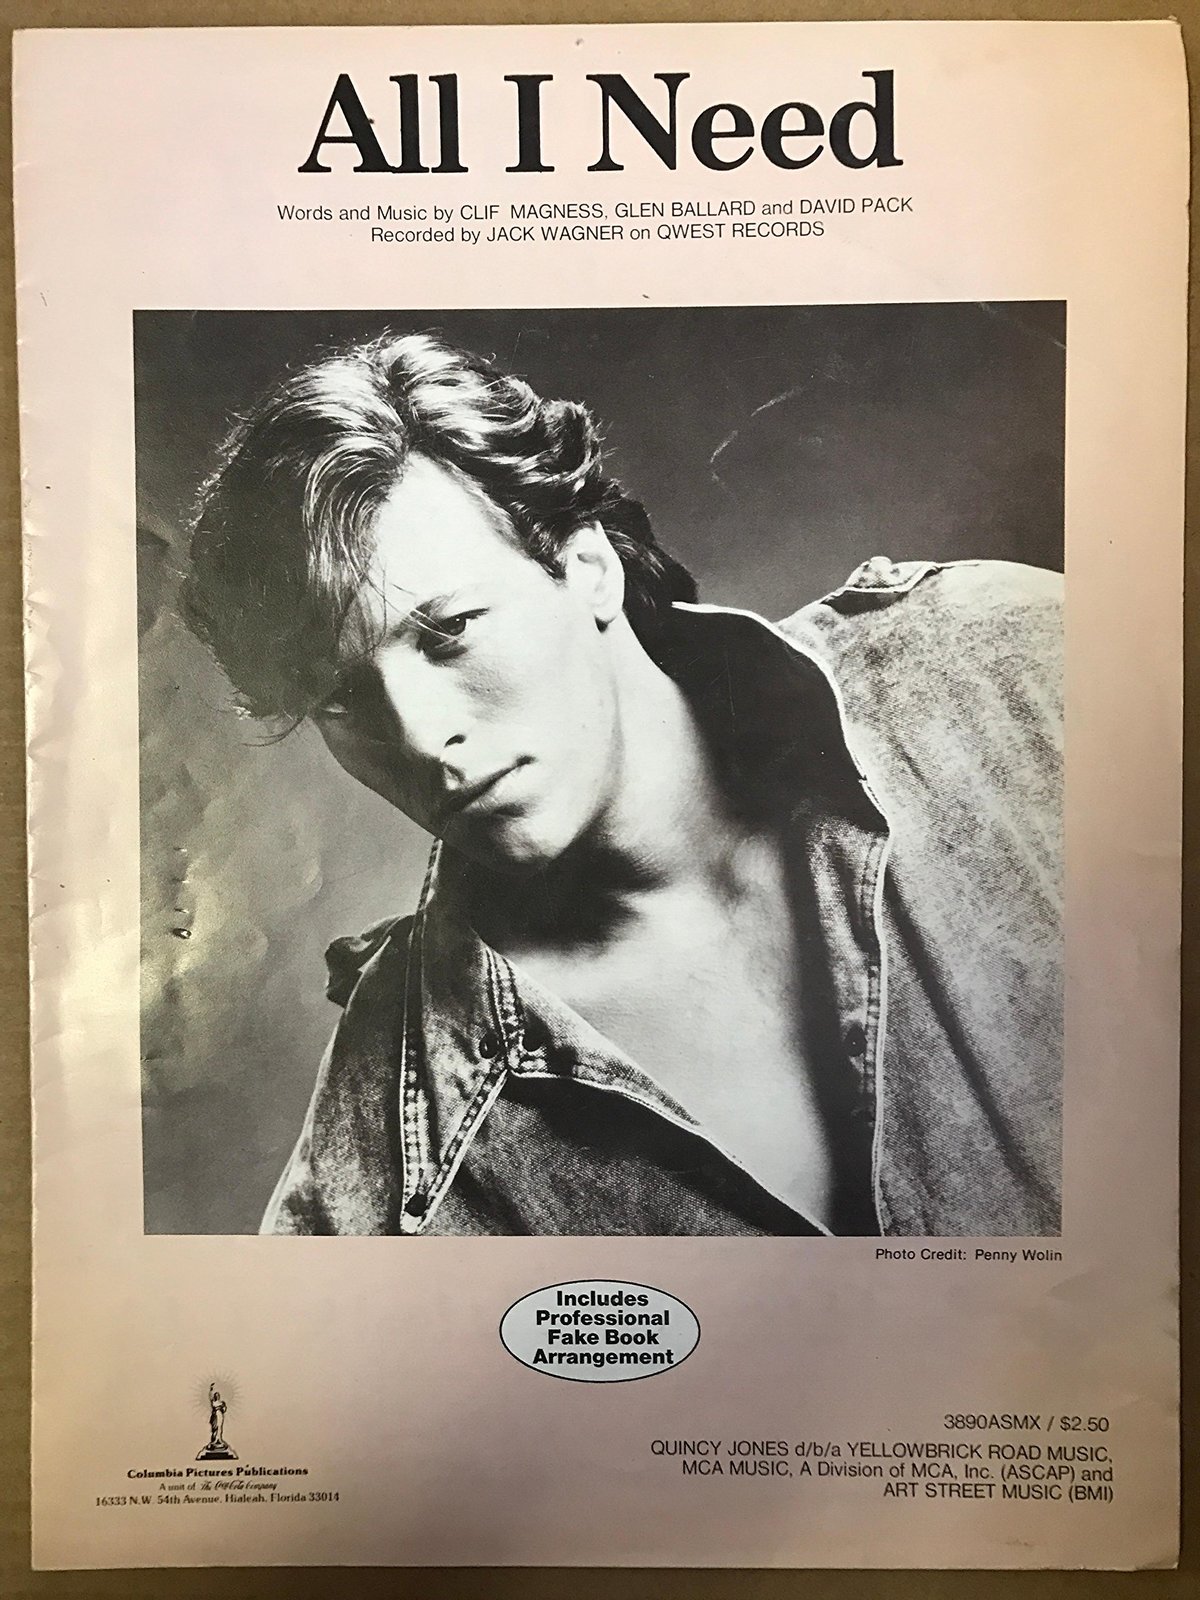 All I Need
Words and Music by CLIF MAGNESS, GLEN BALLARD and DAVID PACK
Recorded by JACK WAGNER on QWEST RECORDS
Photo Credit: Penny Wolin
Includes
Professional
Fake Book
Arrangement
Columbia Pictures Publications
A unit of The Coca-Cola Company
16333 N.W. 54th Avenue, Hialeah, Florida 33014
3890ASMX / $2.50
QUINCY JONES d/b/a YELLOWBRICK ROAD MUSIC,
MCA MUSIC, A Division of MCA, Inc. (ASCAP) and
ART STREET MUSIC (BMI)